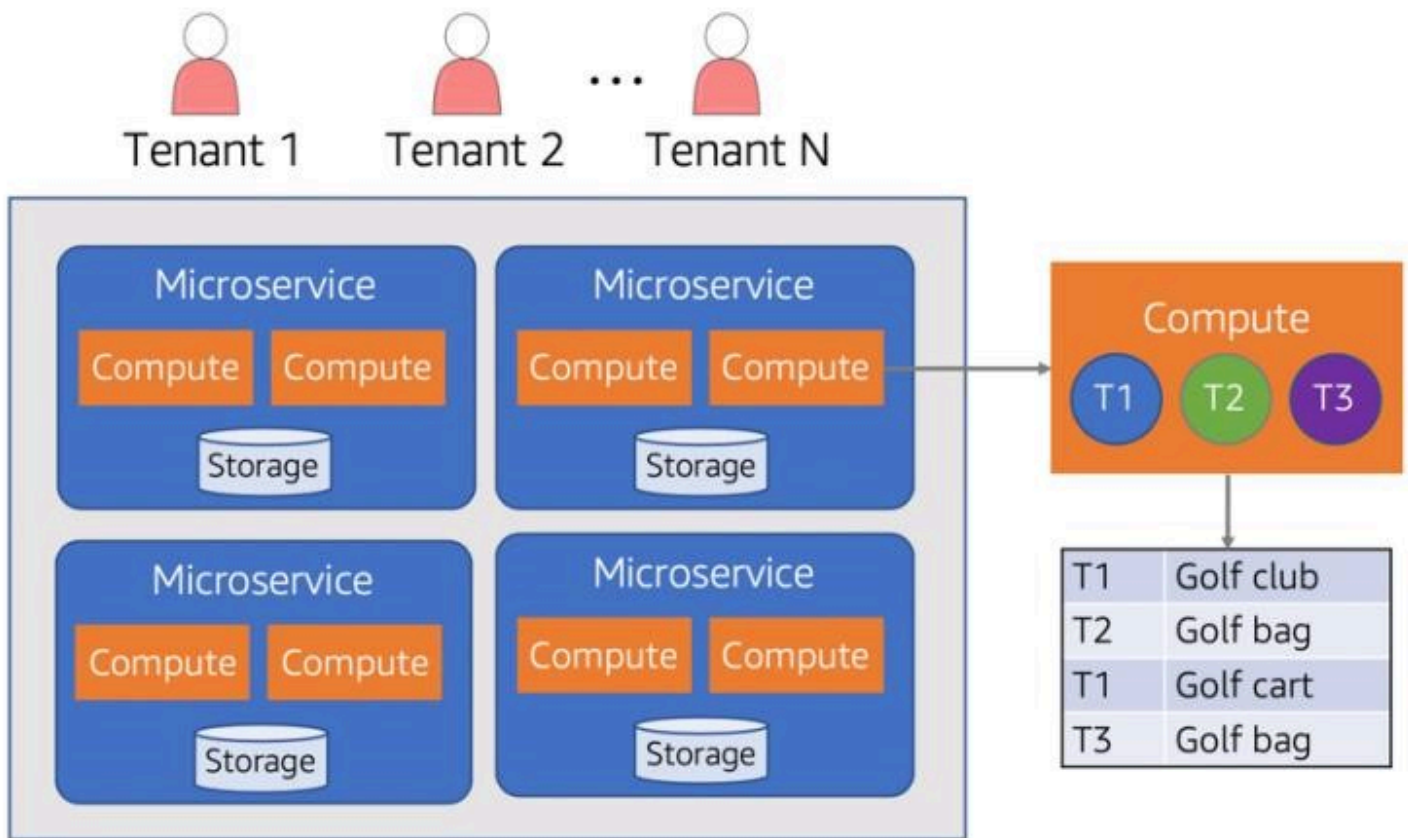 ...
Tenant 1
Tenant 2
Tenant N
Microservice
Compute
Compute
Storage
Microservice
Compute
Compute
Storage
Microservice
Compute
Compute
Storage
Microservice
Compute
Compute
Storage
Compute
T1 T2 T3
T1 Golf club
T2 Golf bag
T1 Golf cart
T3 Golf bag